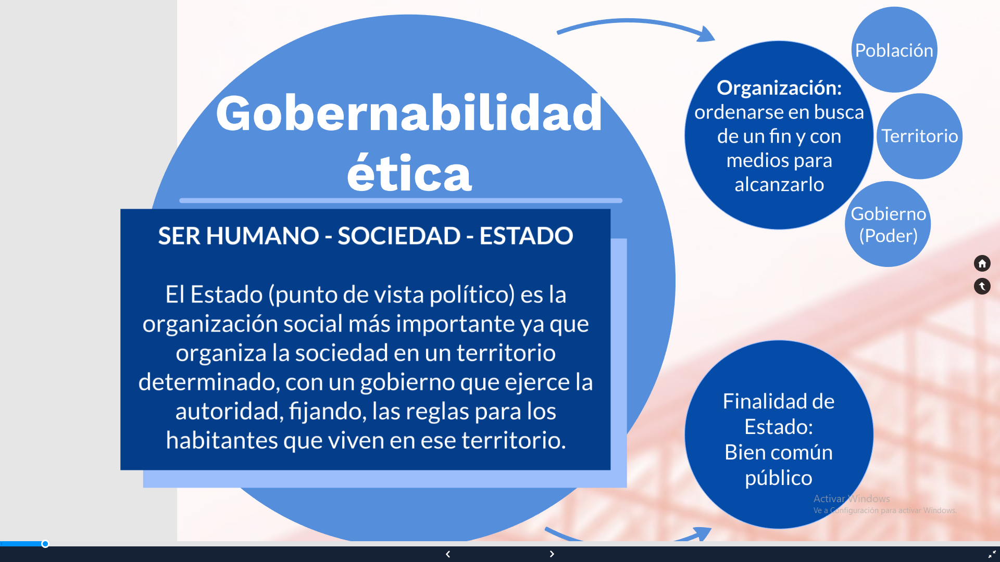 Gobernabilidad
ética
SER HUMANO - SOCIEDAD - ESTADO
El Estado (punto de vista político) es la
organización social más importante ya que
organiza la sociedad en un territorio
determinado, con un gobierno que ejerce la
autoridad, fijando, las reglas para los
habitantes que viven en ese territorio.
Organización:
ordenarse en busca
de un fin y con
medios para
alcanzarlo
Población
Territorio
Gobierno
(Poder)
Finalidad de
Estado:
Bien común
público
Activar Windows
Ve a Configuración para activar Windows.